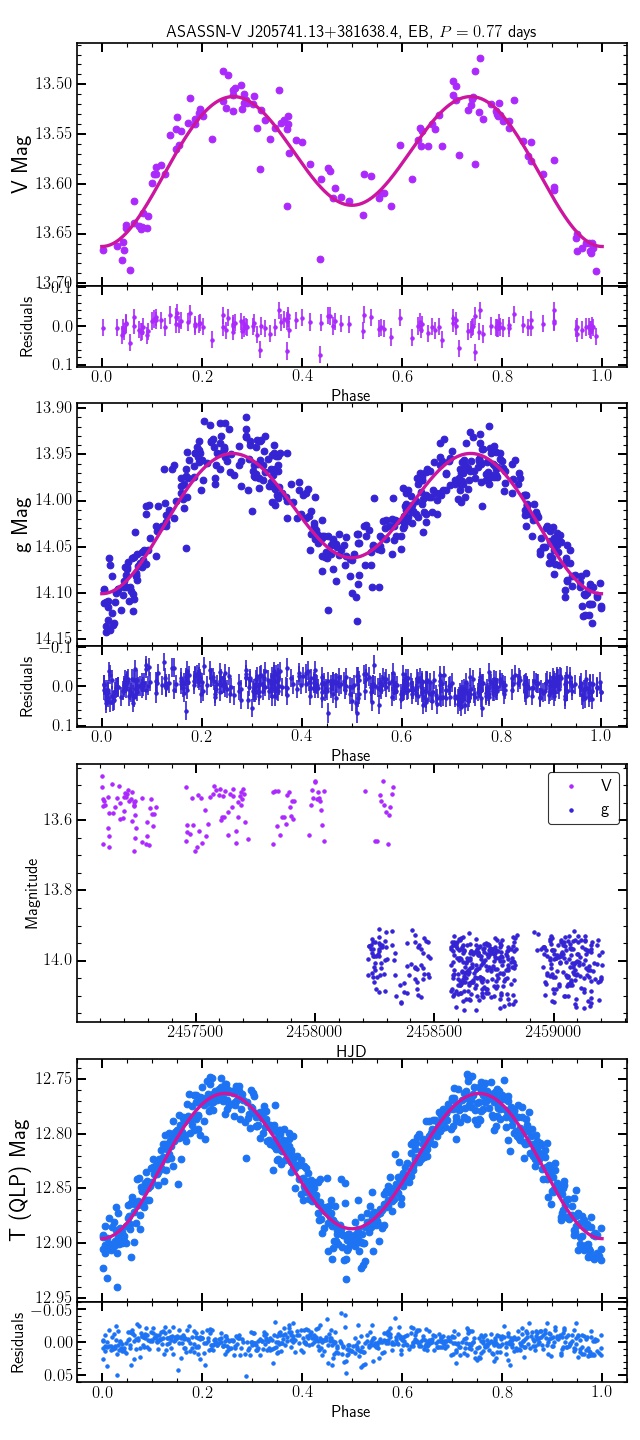 ASASSN-V J205741.13+381638.4, EB, P = 0.77 days
13.50
13.55
13.60
13.65
13.70
V Mag
0.1
0.0
0.1
Residuals
0.0 0.2 0.4 0.6 0.8 1.0
Phase
13.90
13.95
14.00
14.05
14.10
14.15
g Mag
−0.1
0.0
0.1
Residuals
0.0 0.2 0.4 0.6 0.8 1.0
Phase
V
g
13.6
13.8
14.0
Magnitude
2457500 2458000 2458500 2459000
HJD
12.75
12.80
12.85
12.90
12.95
T (QLP) Mag
−0.05
0.00
0.05
Residuals
0.0 0.2 0.4 0.6 0.8 1.0
Phase